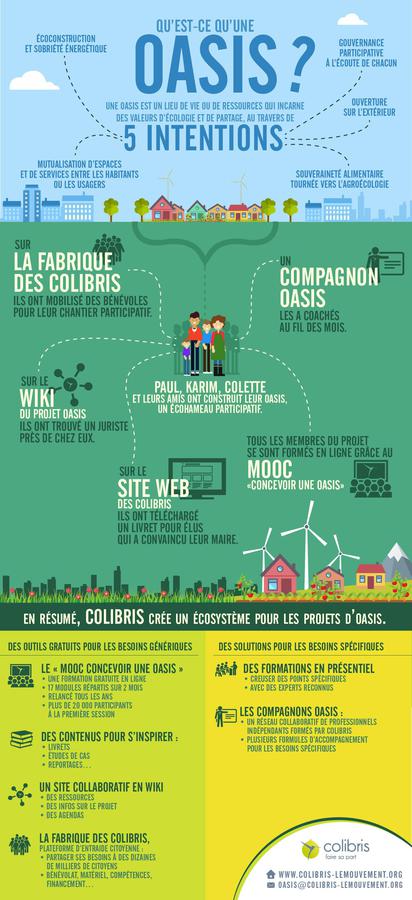 QU'EST-CE QU'UNE
OASIS ?
ÉCOCONSTRUCTION
ET SOBRIÉTÉ ÉNERGÉTIQUE
GOUVERNANCE
PARTICIPATIVE
À L'ÉCOUTE DE CHACUN
UNE OASIS EST UN LIEU DE VIE OU DE RESSOURCES QUI INCARNE
DES VALEURS D'ÉCOLOGIE ET DE PARTAGE, AU TRAVERS DE
5 INTENTIONS
OUVERTURE
SUR L'EXTÉRIEUR
MUTUALISATION D'ESPACES
ET DE SERVICES ENTRE LES HABITANTS
OU LES USAGERS
SOUVERAINETÉ ALIMENTAIRE
TOURNÉE VERS L'AGROÉCOLOGIE
SUR
LA FABRIQUE
DES COLIBRIS
ILS ONT MOBILISÉ DES BÉNÉVOLES
POUR LEUR CHANTIER PARTICIPATIF.
UN
COMPAGNON
OASIS
LES A COACHÉS
AU FIL DES MOIS.
PAUL, KARIM, COLETTE
ET LEURS AMIS ONT CONSTRUIT LEUR OASIS,
UN ÉCOHAMEAU PARTICIPATIF.
SUR LE
WIKI
DU PROJET OASIS
ILS ONT TROUVÉ UN JURISTE
PRÈS DE CHEZ EUX.
TOUS LES MEMBRES DU PROJET
SE SONT FORMÉS EN LIGNE GRÂCE AU
MOOC
«CONCEVOIR UNE OASIS»
SUR LE
SITE WEB
DES COLIBRIS
ILS ONT TÉLÉCHARGÉ
UN LIVRET POUR ÉLUS
QUI A CONVAINCU LEUR MAIRE.
EN RÉSUMÉ, COLIBRIS CRÉE UN ÉCOSYSTÈME POUR LES PROJETS D'OASIS.
DES OUTILS GRATUITS POUR LES BESOINS GÉNÉRIQUES
LE « MOOC CONCEVOIR UNE OASIS »
• UNE FORMATION GRATUITE EN LIGNE
• 17 MODULES RÉPARTIS SUR 2 MOIS
• RELANCÉ TOUS LES ANS
• PLUS DE 20 000 PARTICIPANTS
À LA PREMIÈRE SESSION
DES CONTENUS POUR S'INSPIRER :
• LIVRETS
• ÉTUDES DE CAS
• REPORTAGES...
UN SITE COLLABORATIF EN WIKI
• DES RESSOURCES
• DES INFOS SUR LE PROJET
• DES AGENDAS
LA FABRIQUE DES COLIBRIS,
PLATEFORME D'ENTRAIDE CITOYENNE :
• PARTAGER SES BESOINS À DES DIZAINES
DE MILLIERS DE CITOYENS
• BÉNÉVOLAT, MATÉRIEL, COMPÉTENCES,
FINANCEMENT...
DES SOLUTIONS POUR LES BESOINS SPÉCIFIQUES
DES FORMATIONS EN PRÉSENTIEL
• CREUSER DES POINTS SPÉCIFIQUES
• AVEC DES EXPERTS RECONNUS
LES COMPAGNONS OASIS :
• UN RÉSEAU COLLABORATIF DE PROFESSIONNELS
INDÉPENDANTS FORMÉS PAR COLIBRIS
• PLUSIEURS FORMULES D'ACCOMPAGNEMENT
POUR LES BESOINS SPÉCIFIQUES
colibris
faire sa part
WWW.COLIBRIS-LEMOUVEMENT.ORG
OASIS@COLIBRIS-LEMOUVEMENT.ORG